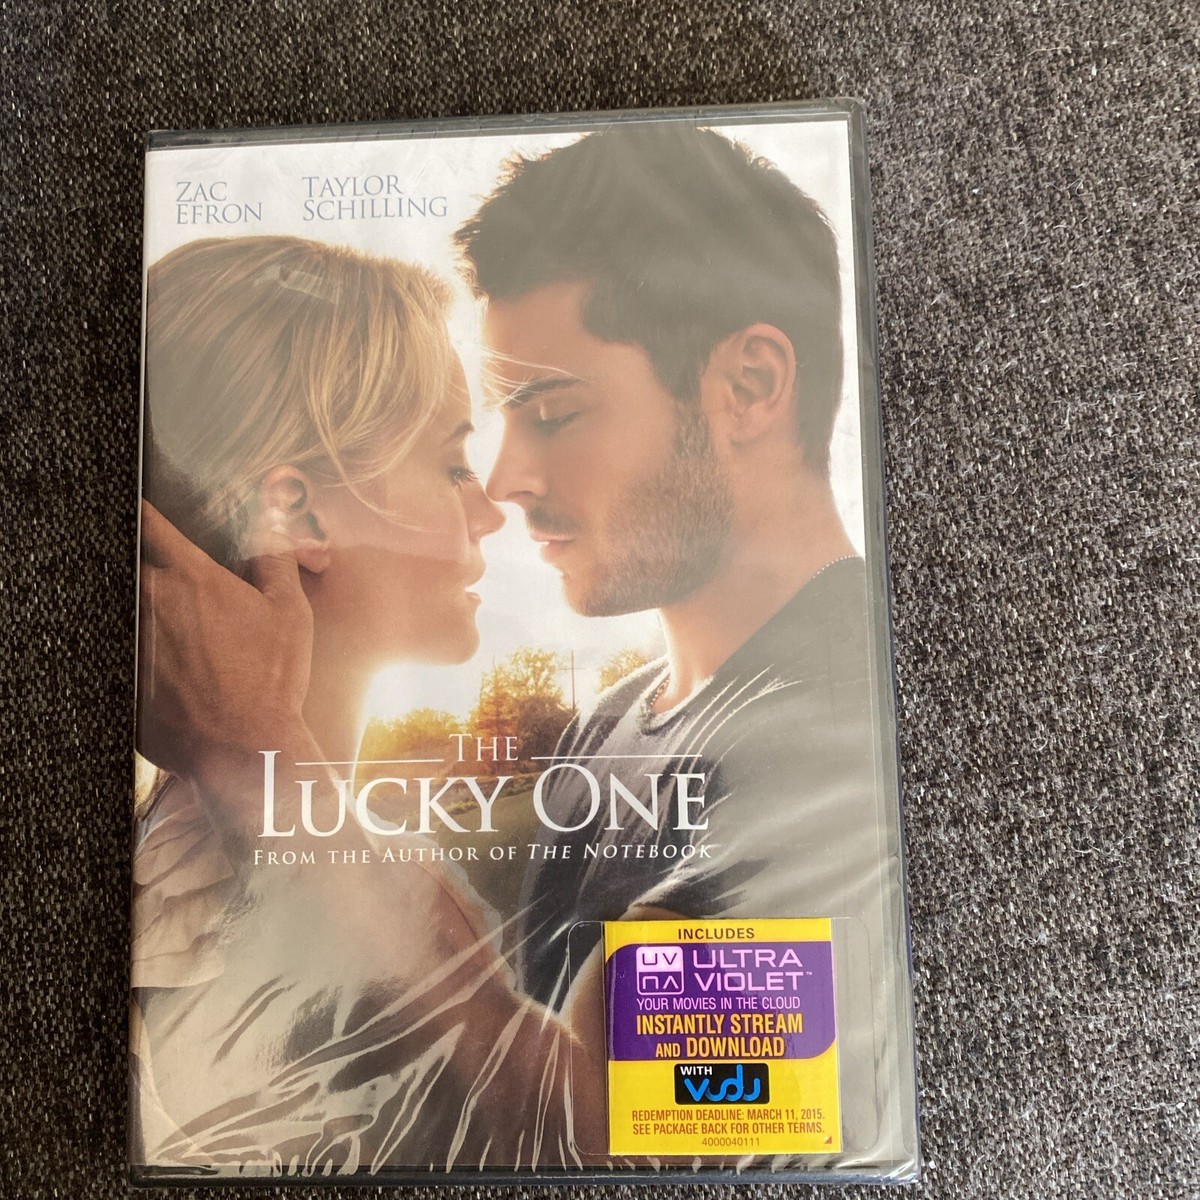 ZAC
EFRON
TAYLOR
SCHILLING
THE
LUCKY ONE
FROM THE AUTHOR OF THE NOTEBOOK
INCLUDES
UV
ULTRA
VIOLET™
YOUR MOVIES IN THE CLOUD
INSTANTLY STREAM
AND DOWNLOAD
WITH
VUDU
REDEMPTION DEADLINE: MARCH 11, 2015.
SEE PACKAGE BACK FOR OTHER TERMS.
4000040111